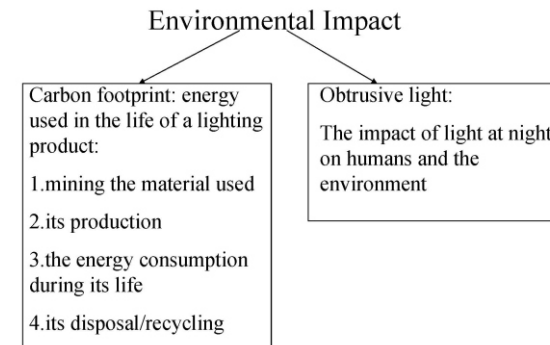 Environmental Impact
Carbon footprint: energy
used in the life of a lighting
product:
1.mining the material used
2.its production
3.the energy consumption
during its life
4.its disposal/recycling
Obtrusive light:
The impact of light at night
on humans and the
environment